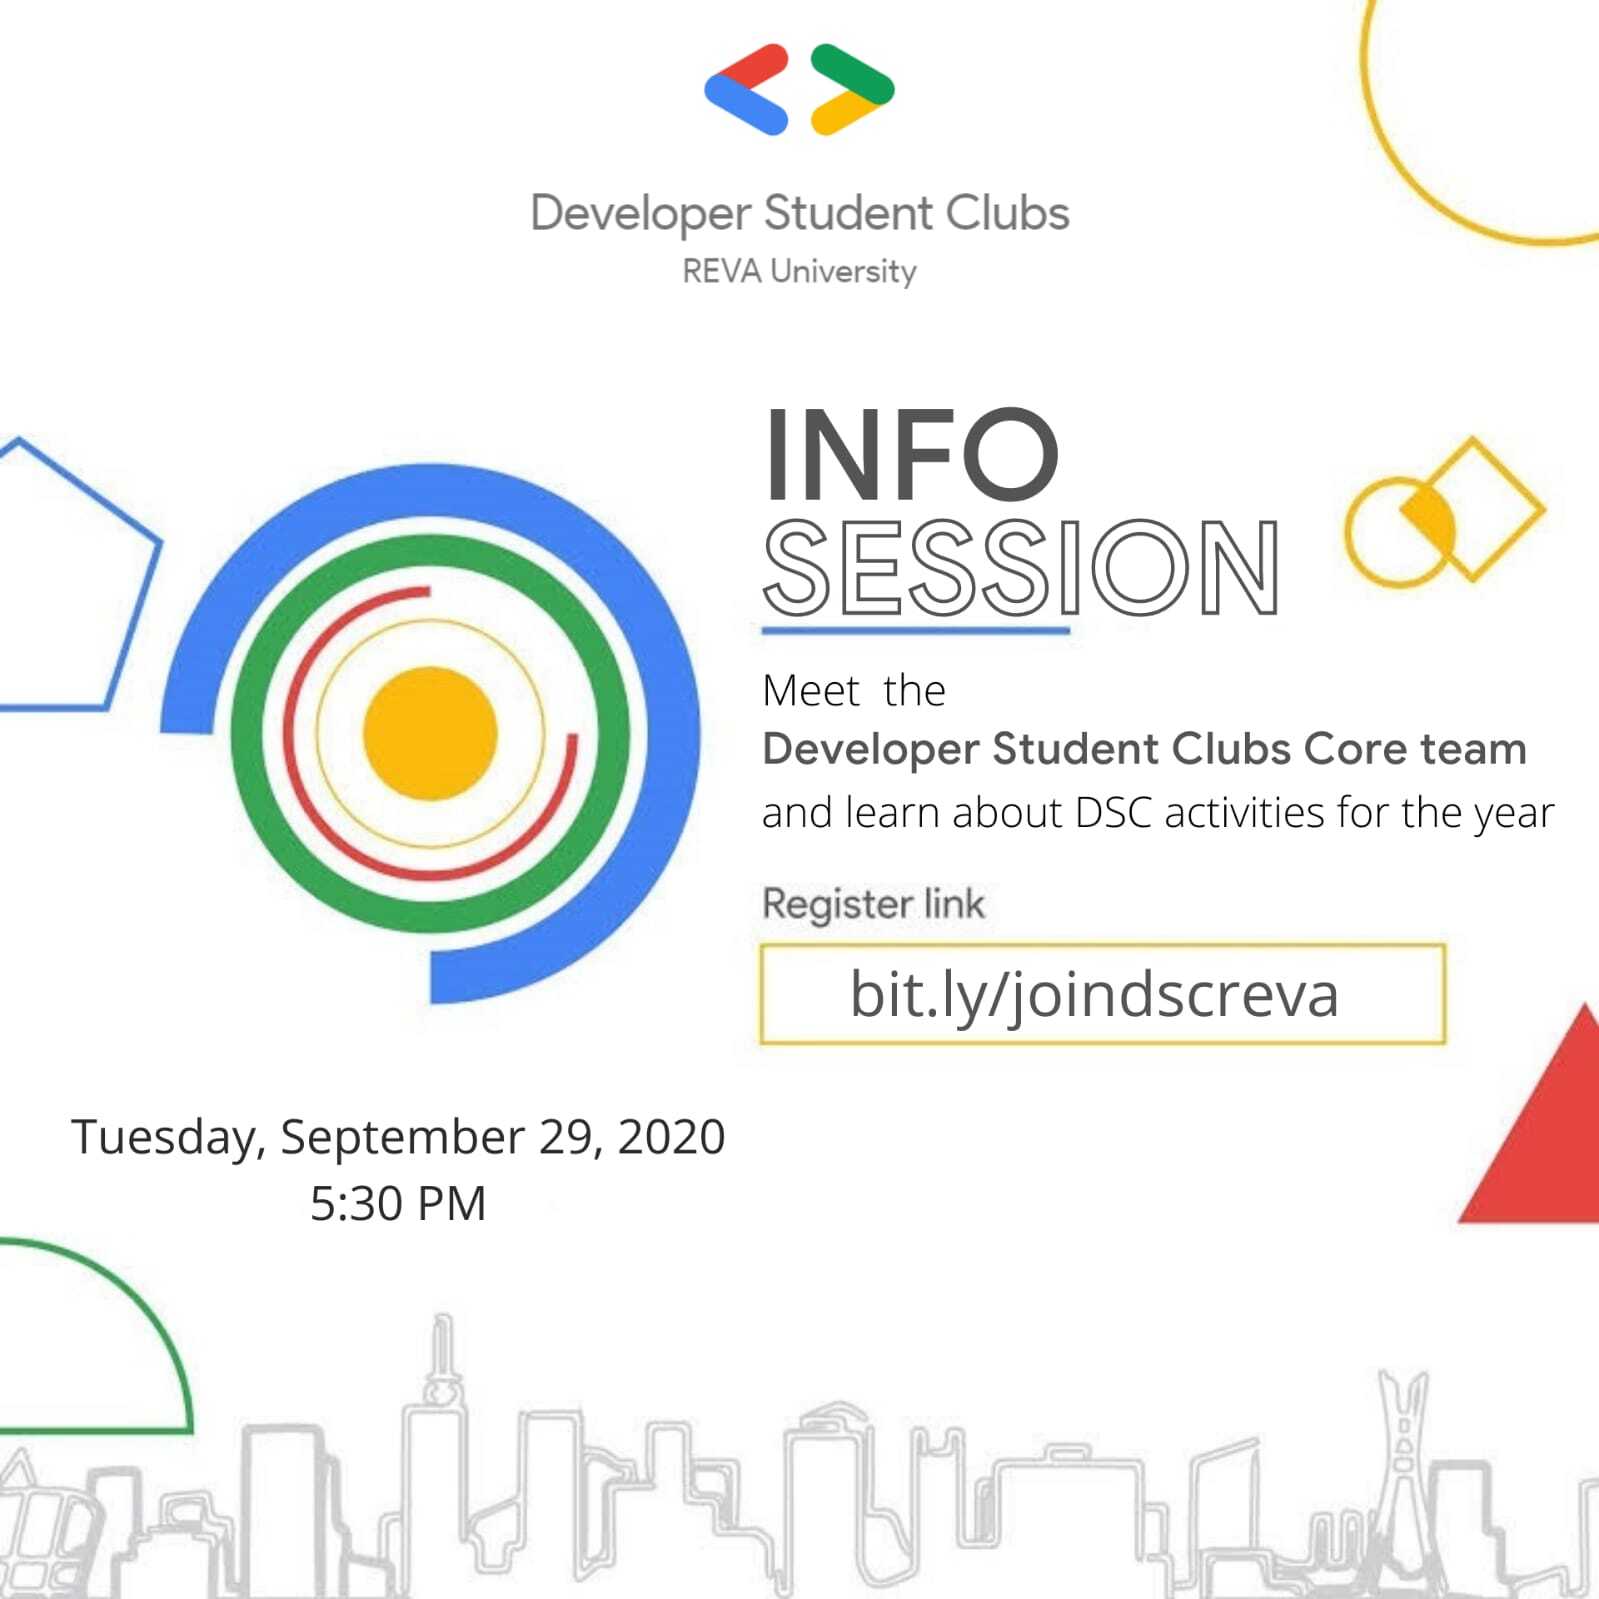 Developer Student Clubs
REVA University
INFO
SESSION
Meet the
Developer Student Clubs Core team
and learn about DSC activities for the year
Register link
bit.ly/joindscreva
Tuesday, September 29, 2020
5:30 PM